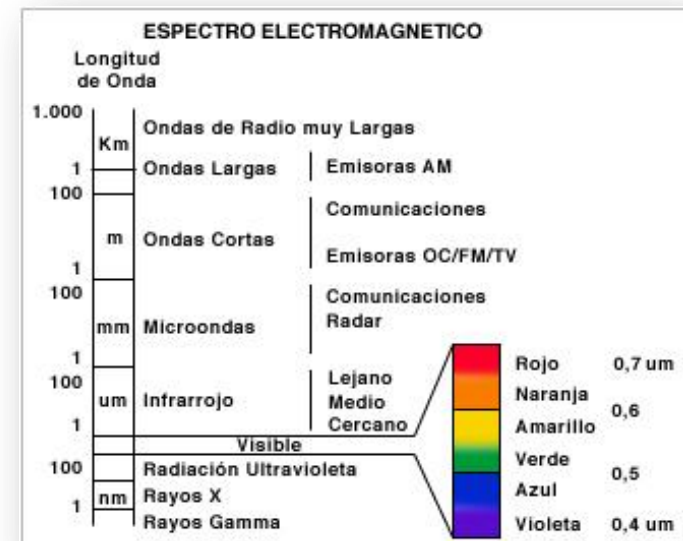 ESPECTRO ELECTROMAGNETICO
Longitud
de Onda
1.000
Km
Ondas de Radio muy Largas
1
Ondas Largas
Emisoras AM
100
m
Ondas Cortas
Comunicaciones
Emisoras OC/FM/TV
1
100
mm
Microondas
Comunicaciones
Radar
1
100
um
Infrarrojo
Lejano
Medio
Cercano
1
Visible
100
Radiación Ultravioleta
nm
Rayos X
1
Rayos Gamma
Rojo 0,7 um
Naranja
0,6
Amarillo
Verde
0,5
Azul
Violeta 0,4 um